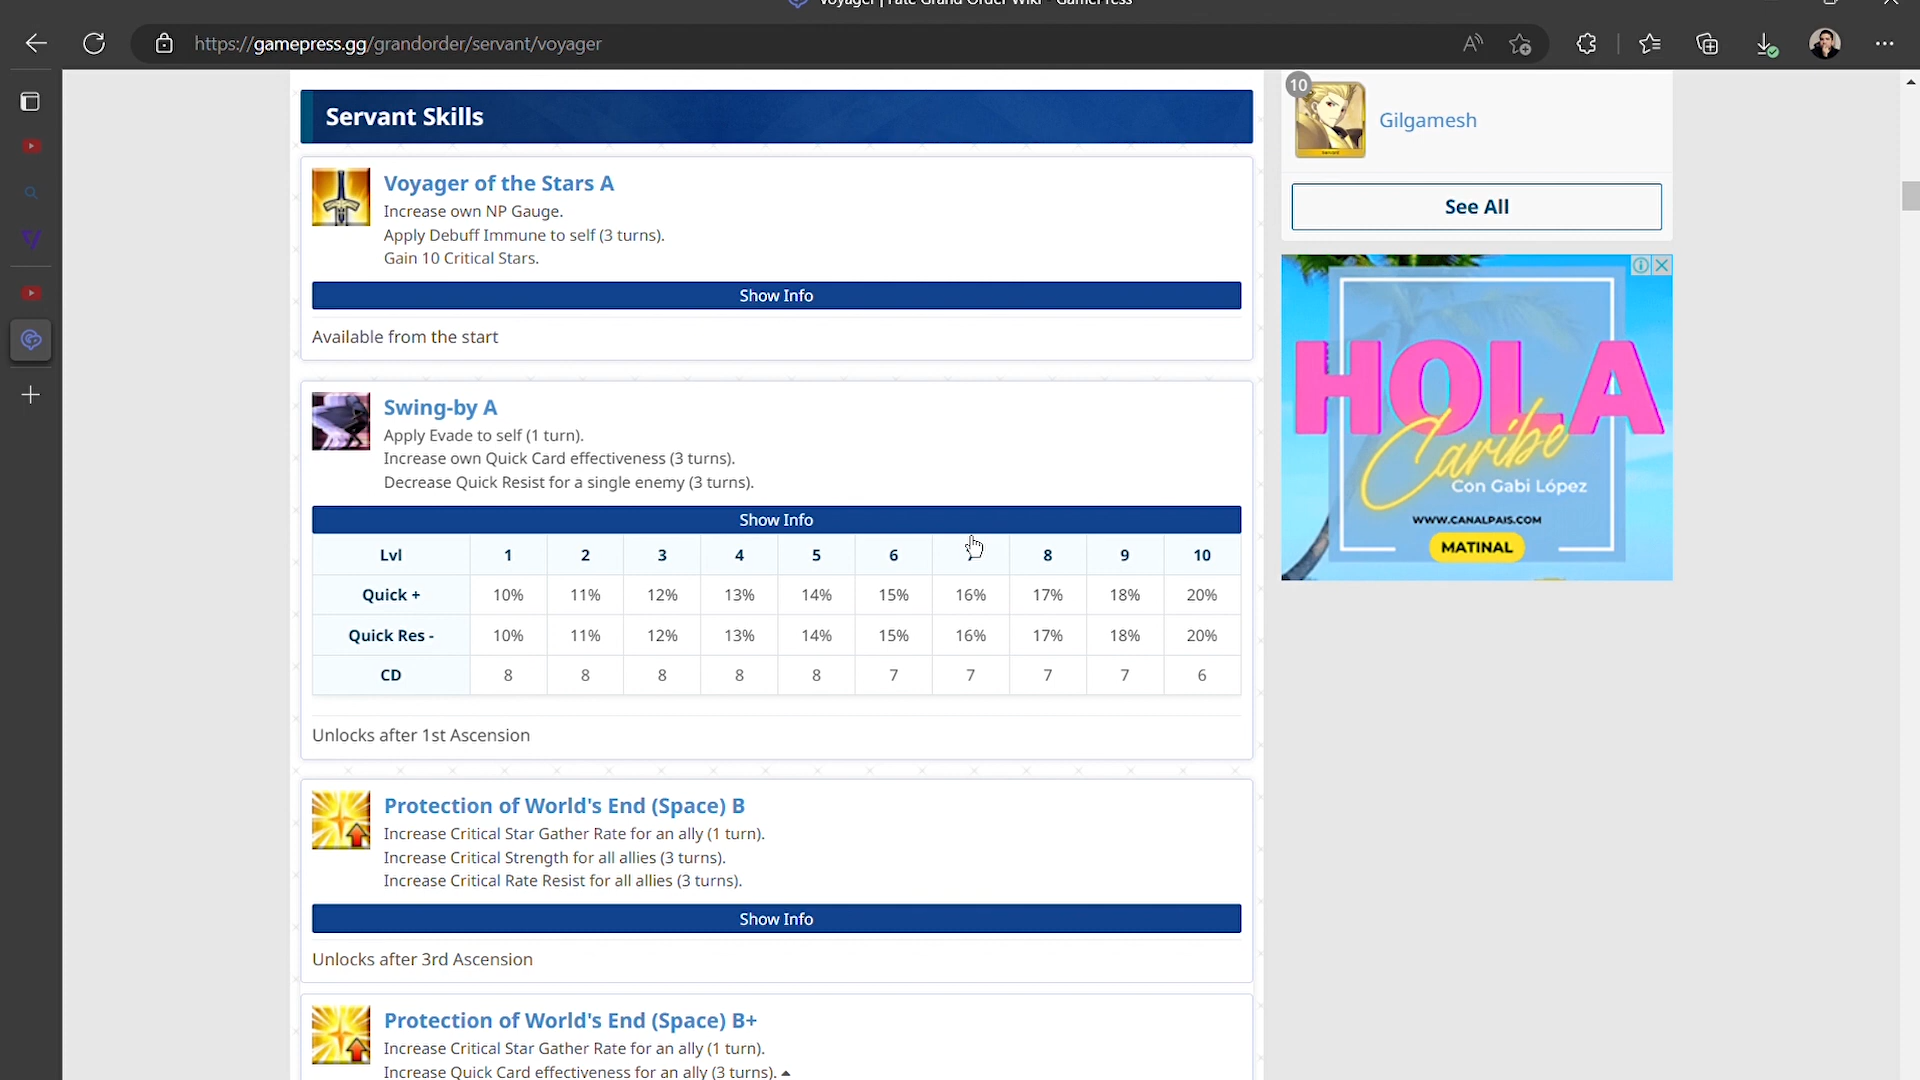 Voyager | Fate Grand Order Wiki - GamePress
https://gamepress.gg/grandorder/servant/voyager
Servant Skills
Voyager of the Stars A
Increase own NP Gauge.
Apply Debuff Immune to self (3 turns).
Gain 10 Critical Stars.
Show Info
Available from the start
Swing-by A
Apply Evade to self (1 turn).
Increase own Quick Card effectiveness (3 turns).
Decrease Quick Resist for a single enemy (3 turns).
Show Info
Lvl 1 2 3 4 5 6 8 9 10
Quick + 10% 11% 12% 13% 14% 15% 16% 17% 18% 20%
Quick Res - 10% 11% 12% 13% 14% 15% 16% 17% 18% 20%
CD 8 8 8 8 8 7 7 7 7 6
Unlocks after 1st Ascension
Protection of World's End (Space) B
Increase Critical Star Gather Rate for an ally (1 turn).
Increase Critical Strength for all allies (3 turns).
Increase Critical Rate Resist for all allies (3 turns).
Show Info
Unlocks after 3rd Ascension
Protection of World's End (Space) B+
Increase Critical Star Gather Rate for an ally (1 turn).
Increase Quick Card effectiveness for an ally (3 turns).
10
Gilgamesh
See All
HOLA
Caribe
Con Gabi López
WWW.CANALPAIS.COM
MATINAL